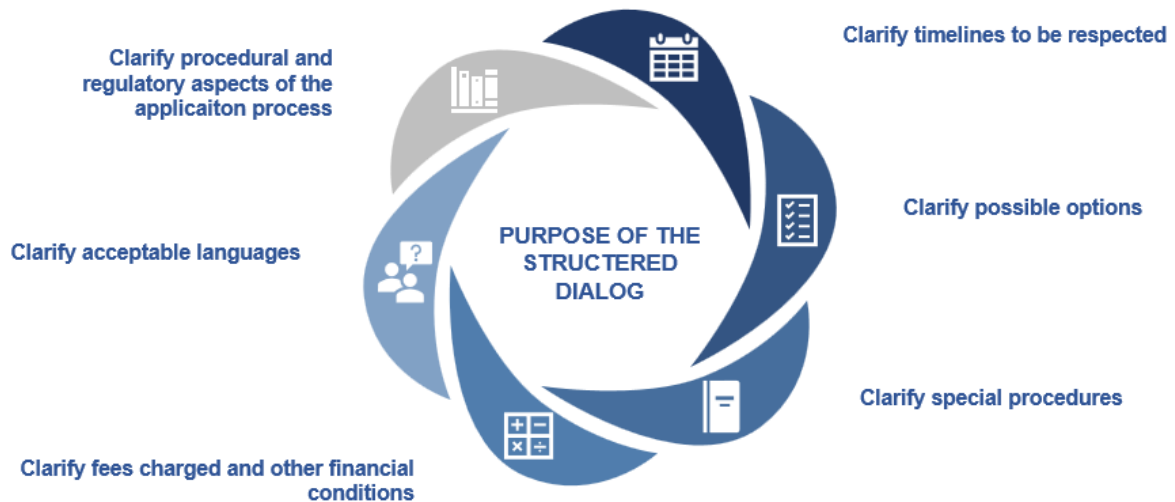 Clarify timelines to be respected
Clarify procedural and
regulatory aspects of the
applicaiton process
Clarify possible options
Clarify acceptable languages
PURPOSE OF THE
STRUCTERED
DIALOG
?
Clarify special procedures
Clarify fees charged and other financial
conditions